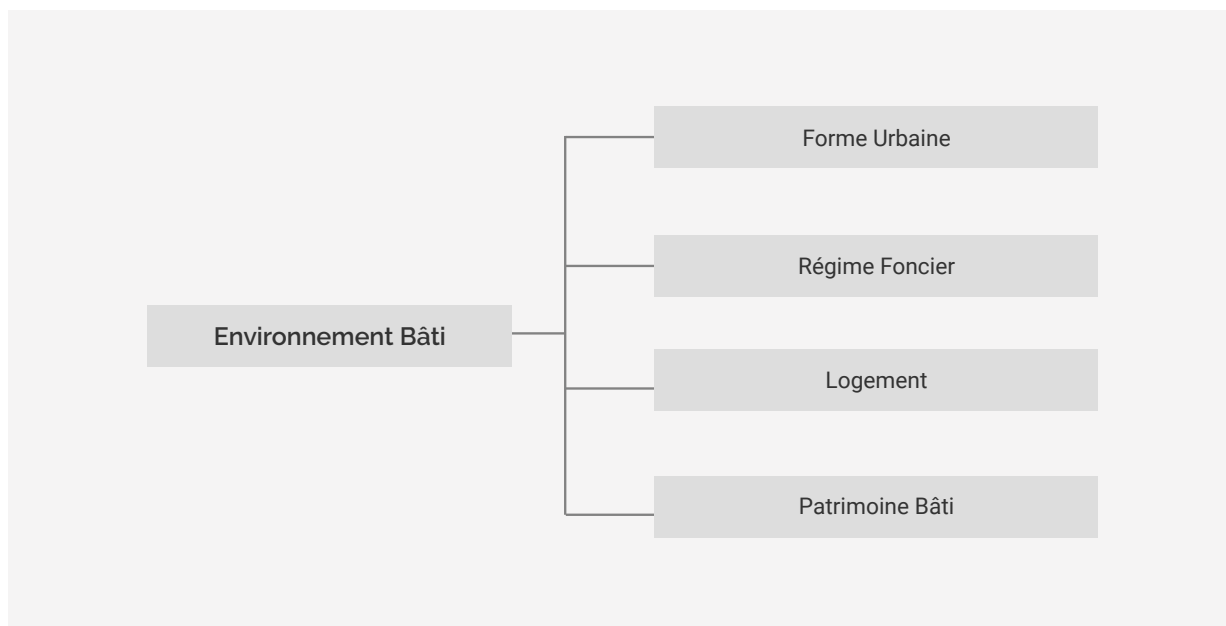 Forme Urbaine
Régime Foncier
Environnement Bâti
Logement
Patrimoine Bâti